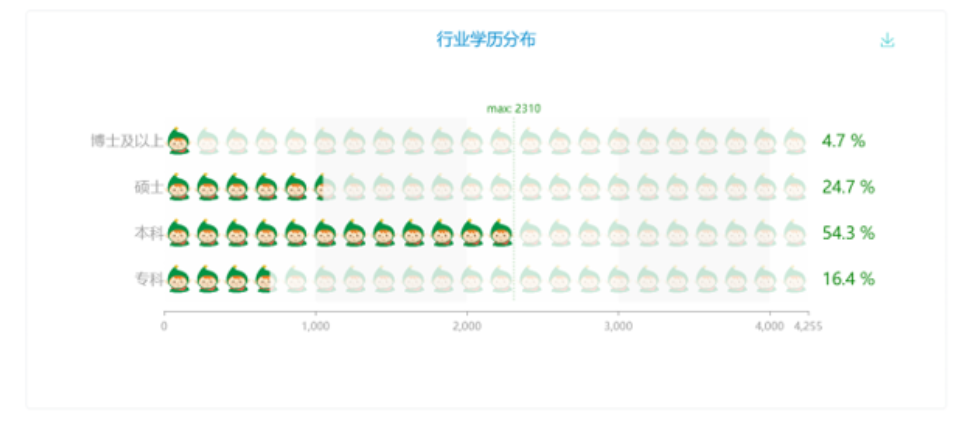 行业学历分布
max: 2310
博士及以上 4.7 %
硕士 24.7 %
本科 54.3 %
专科 16.4 %
0 1,000 2,000 3,000 4,000 4,255